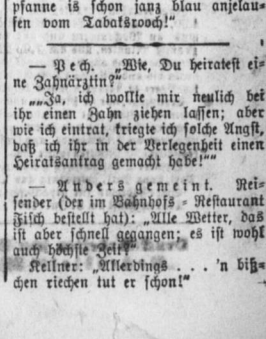 pfanne is schon janz blau anjelau-
fen vom Tabaksrooch!“
— Pech. „Wie, Du heiratest ei-
ne Zahnärztin?“
„„Ja, ich wollte mir neulich bei
ihr einen Zahn ziehen lassen; aber
wie ich eintrat, kriegte ich solche Angst,
daß ich ihr in der Verlegenheit einen
Heiratsantrag gemacht habe!““
— Anders gemeint. Rei-
sender (der im Bahnhofs-Restaurant
Fisch bestellt hat): „Alle Wetter, das
ist aber schnell gegangen; es ist wohl
auch höchste Zeit?“
Kellner: „Allerdings . . . 'n biß-
chen riechen tut er schon!“